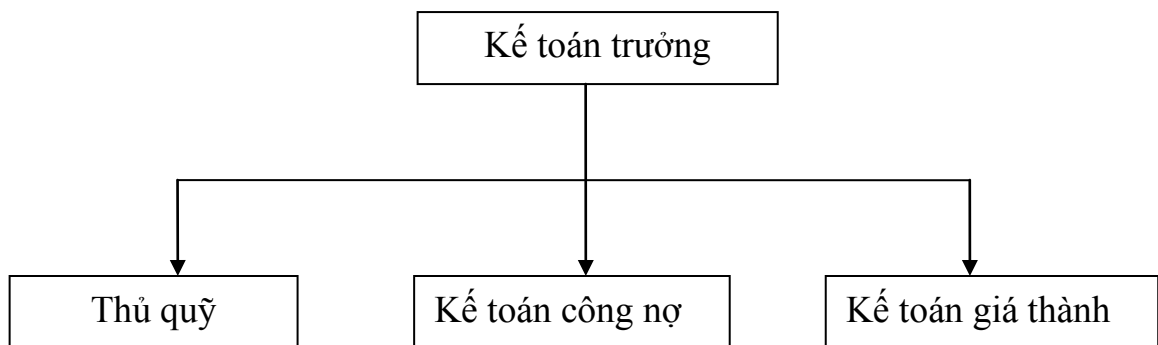 Kế toán trưởng
Thủ quỹ
Kế toán công nợ
Kế toán giá thành